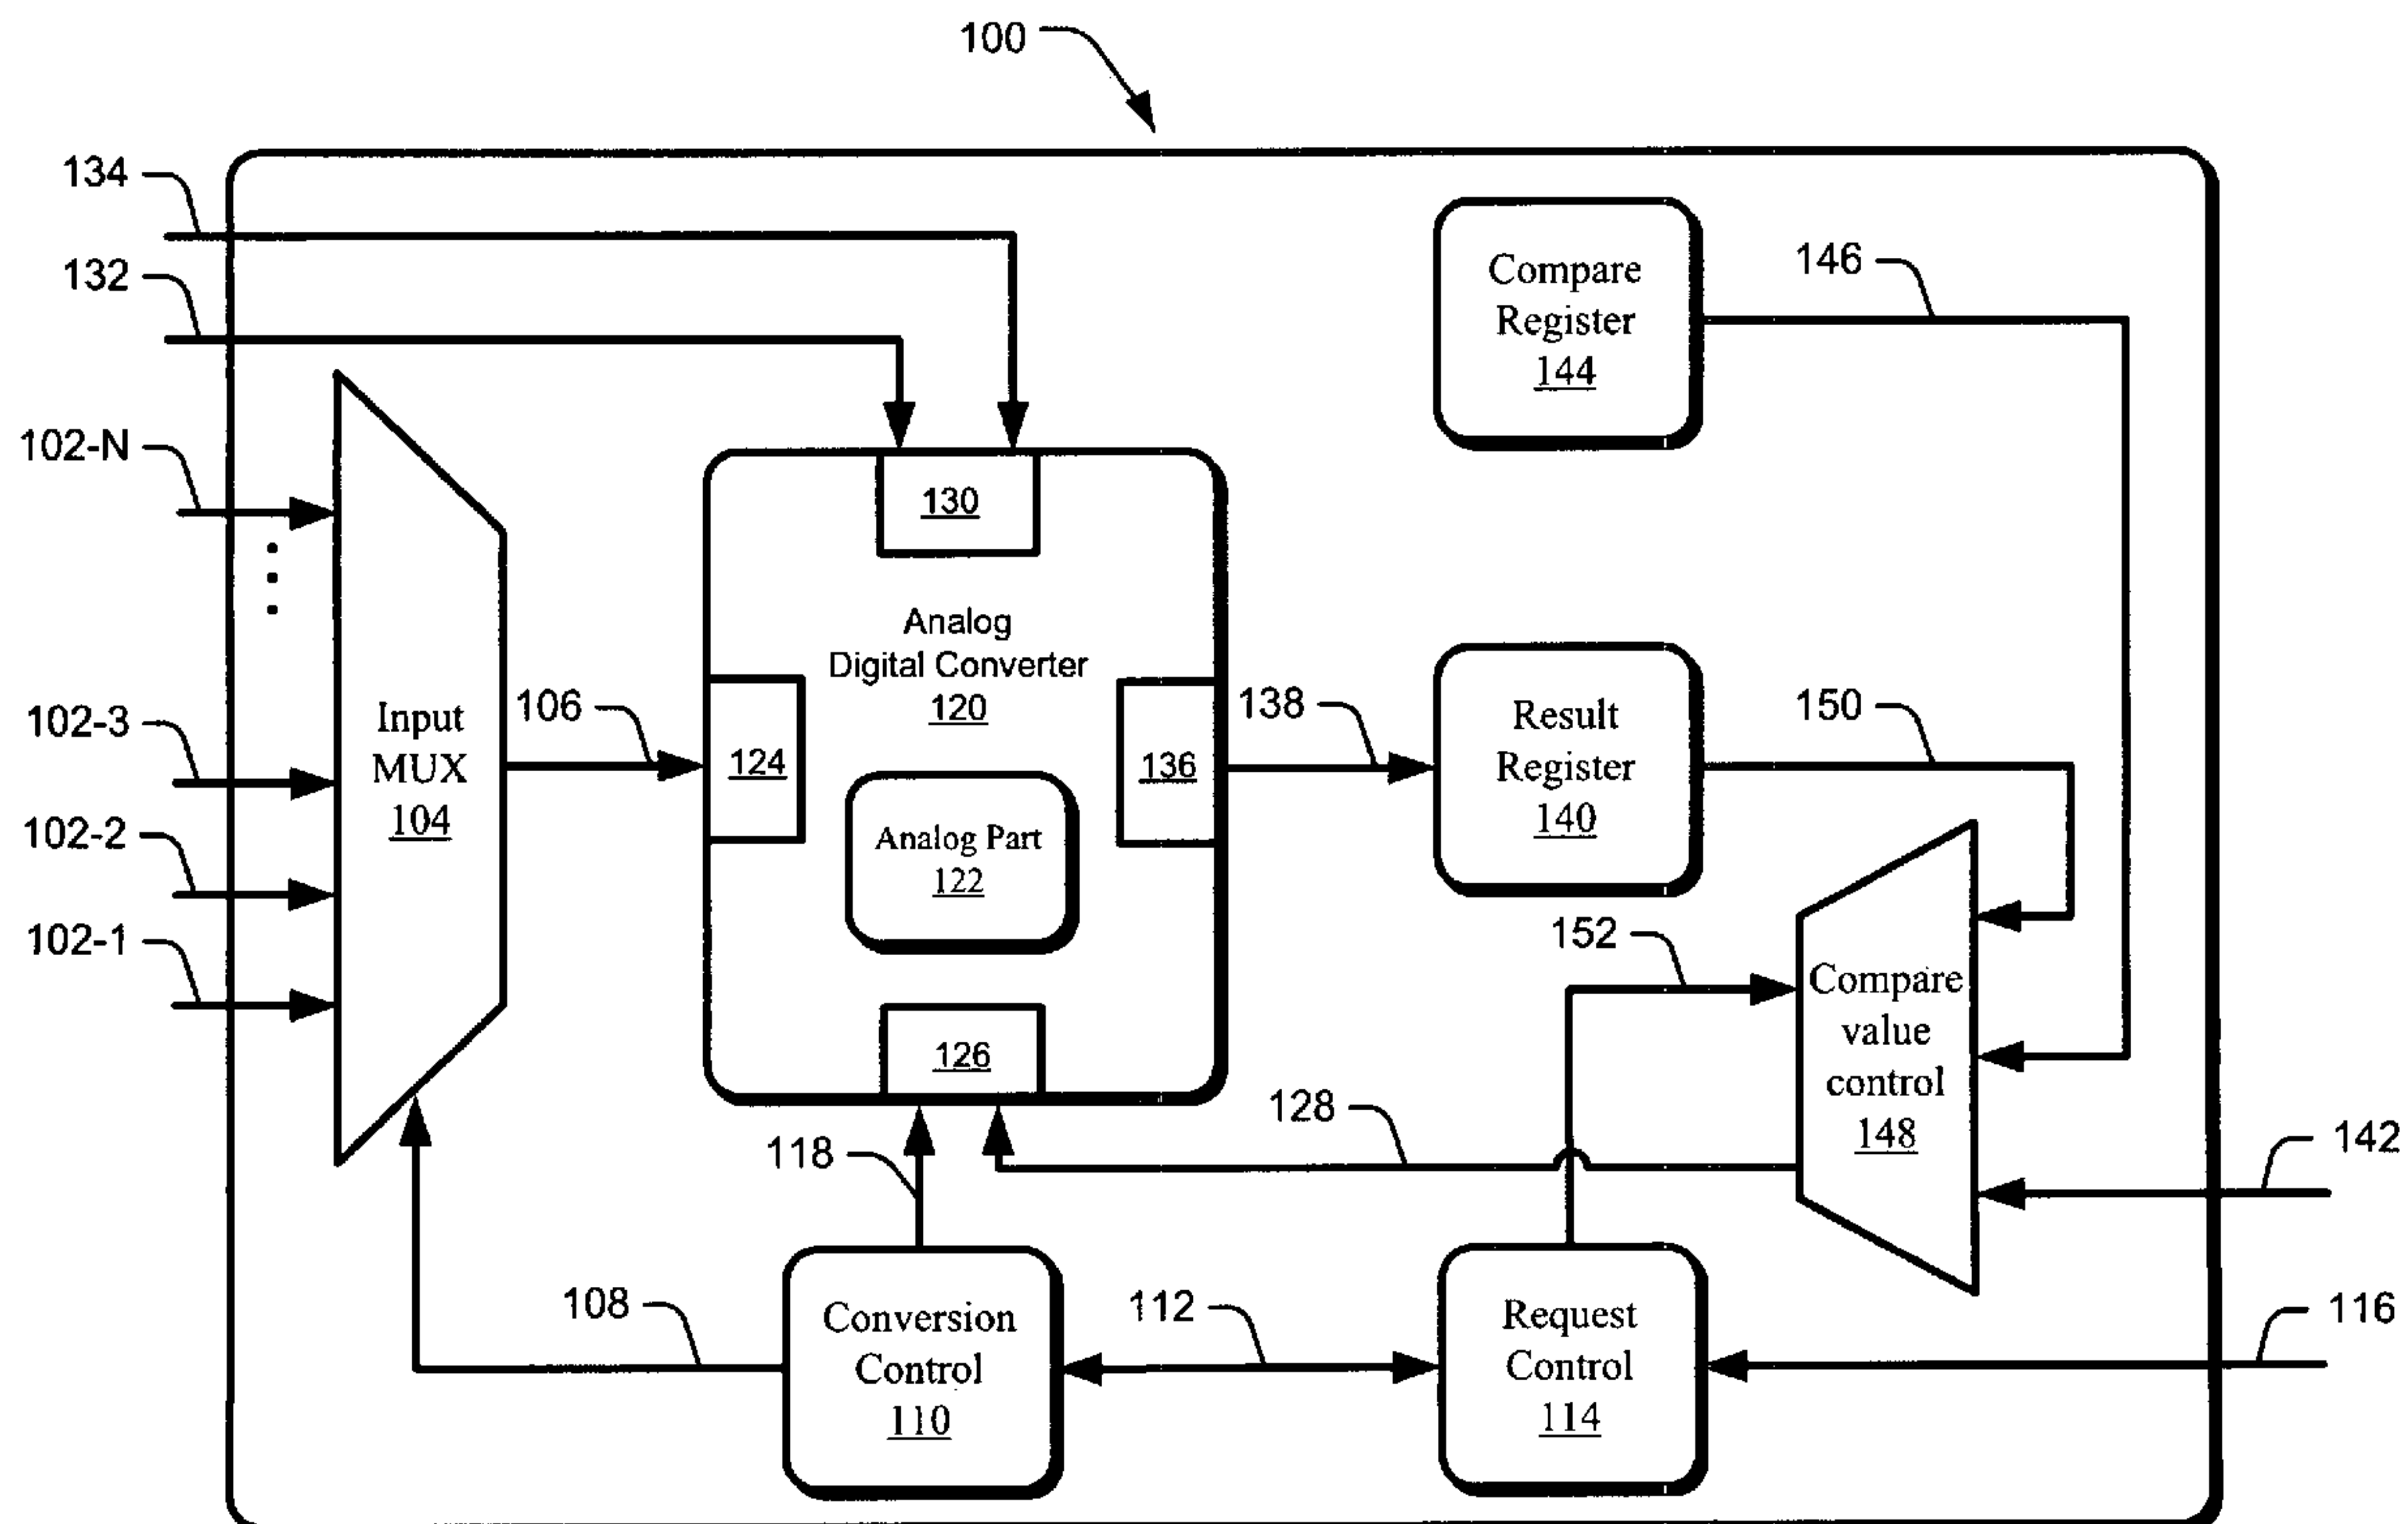 100
134
132
102-N
102-3
102-2
102-1
Input
MUX
104
106
130
Analog
Digital Converter
120
124
136
Analog Part
122
126
138
Compare
Register
144
146
Result
Register
140
150
152
Compare
value
control
148
128
118
142
108
Conversion
Control
110
112
Request
Control
114
116